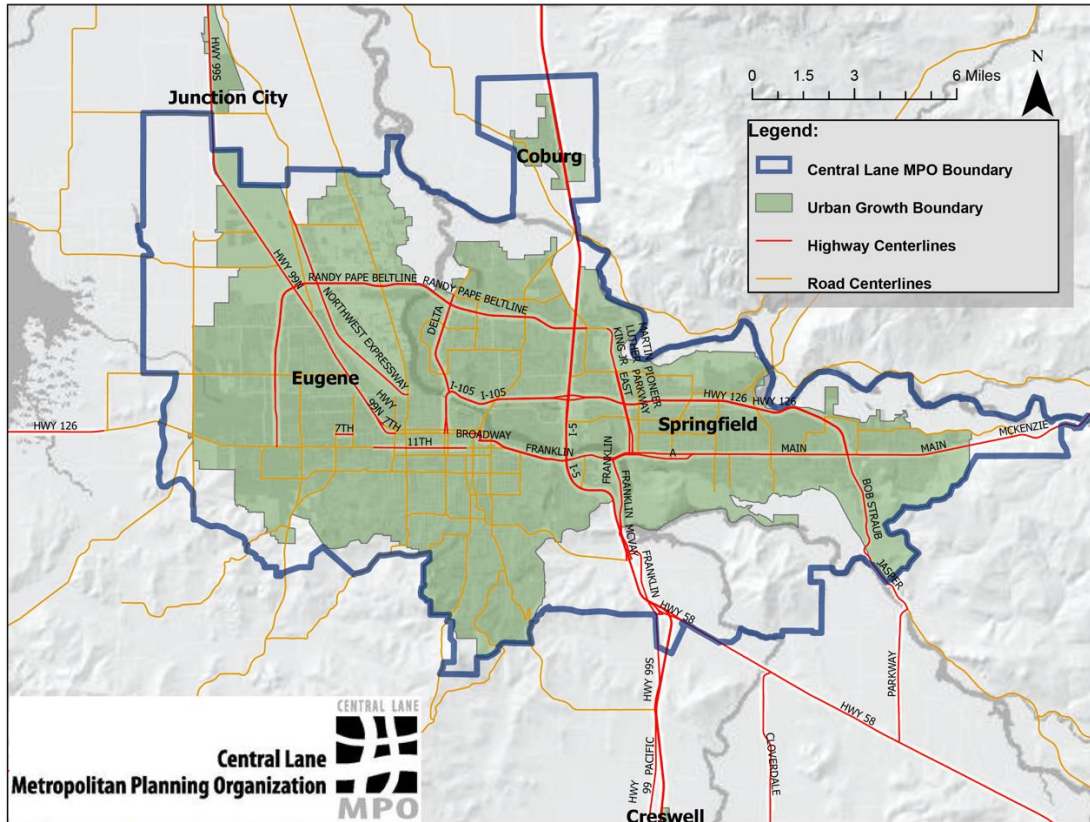 HWY 99S
Junction City
Coburg
0 1.5 3 6 Miles
N
Legend:
Central Lane MPO Boundary
Urban Growth Boundary
Highway Centerlines
Road Centerlines
HWY 99N
RANDY PAPE BELTLINE
RANDY PAPE BELTLINE
NORTHWEST EXPRESSWAY
DELTA
MARTIN
LUTHER
KING JR
PIONEER
PARKWAY
EAST
Eugene
HWY
99N
I-105
I-105
HWY 126
HWY 126
Springfield
HWY 126
7TH
7TH
11TH
BROADWAY
FRANKLIN
I-5
I-5
FRANKLIN
A
MAIN
MAIN
MCKENZIE
FRANKLIN
MCVAY
BOB STRAUB
FRANKLIN
JASPER
HWY 58
HWY 99S
PARKWAY
HWY 58
CLOVERDALE
HWY
99
PACIFIC
Creswell
CENTRAL LANE
Central Lane
Metropolitan Planning Organization
MPO